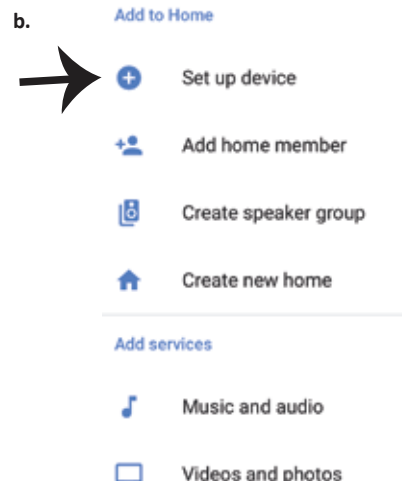 b.
Add to Home
Set up device
Add home member
Create speaker group
Create new home
Add services
Music and audio
Videos and photos